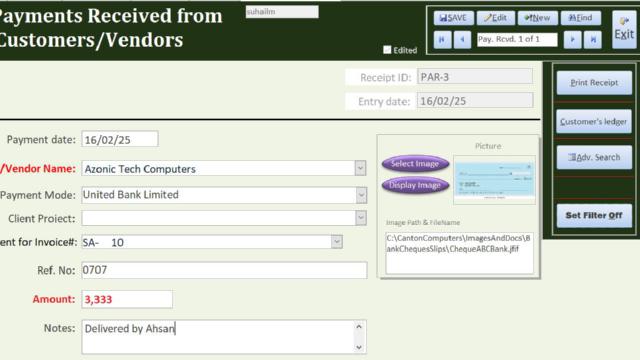 Payments Received from
Customers/Vendors
suhailm
Edited
SAVE
Edit
New
Find
Exit
Pay. Rcvd. 1 of 1
Receipt ID: PAR-3
Entry date: 16/02/25
Print Receipt
Customer's ledger
Adv. Search
Set Filter Off
Payment date: 16/02/25
/Vendor Name: Azonic Tech Computers
Payment Mode: United Bank Limited
Client Project:
ent for Invoice#: SA- 10
Ref. No: 0707
Amount: 3,333
Notes: Delivered by Ahsan
Picture
Select Image
Display Image
Image Path & FileName
C:\CantonComputers\ImagesAndDocs\B
ankChequesSlips\ChequeABCBank.jfif